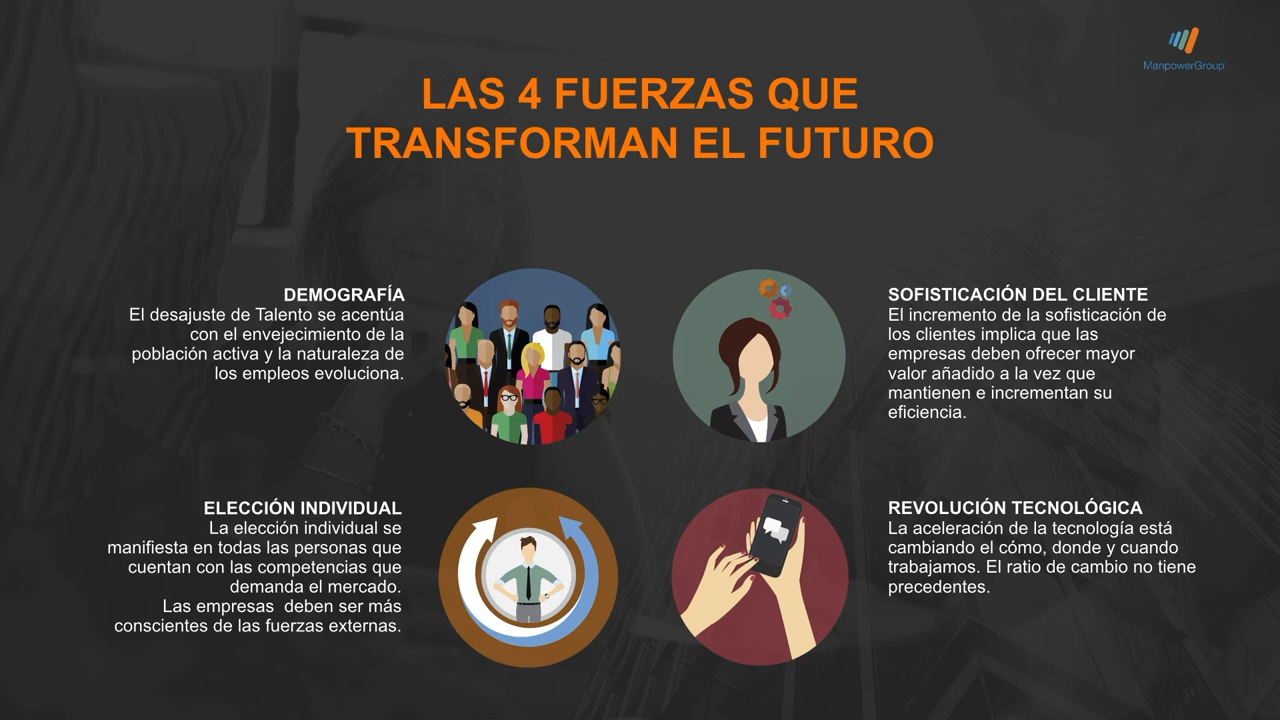 ManpowerGroup
LAS 4 FUERZAS QUE
TRANSFORMAN EL FUTURO
DEMOGRAFÍA
El desajuste de Talento se acentúa
con el envejecimiento de la
población activa y la naturaleza de
los empleos evoluciona.
SOFISTICACIÓN DEL CLIENTE
El incremento de la sofisticación de
los clientes implica que las
empresas deben ofrecer mayor
valor añadido a la vez que
mantienen e incrementan su
eficiencia.
ELECCIÓN INDIVIDUAL
La elección individual se
manifiesta en todas las personas que
cuentan con las competencias que
demanda el mercado.
Las empresas  deben ser más
conscientes de las fuerzas externas.
REVOLUCIÓN TECNOLÓGICA
La aceleración de la tecnología está
cambiando el cómo, donde y cuando
trabajamos. El ratio de cambio no tiene
precedentes.